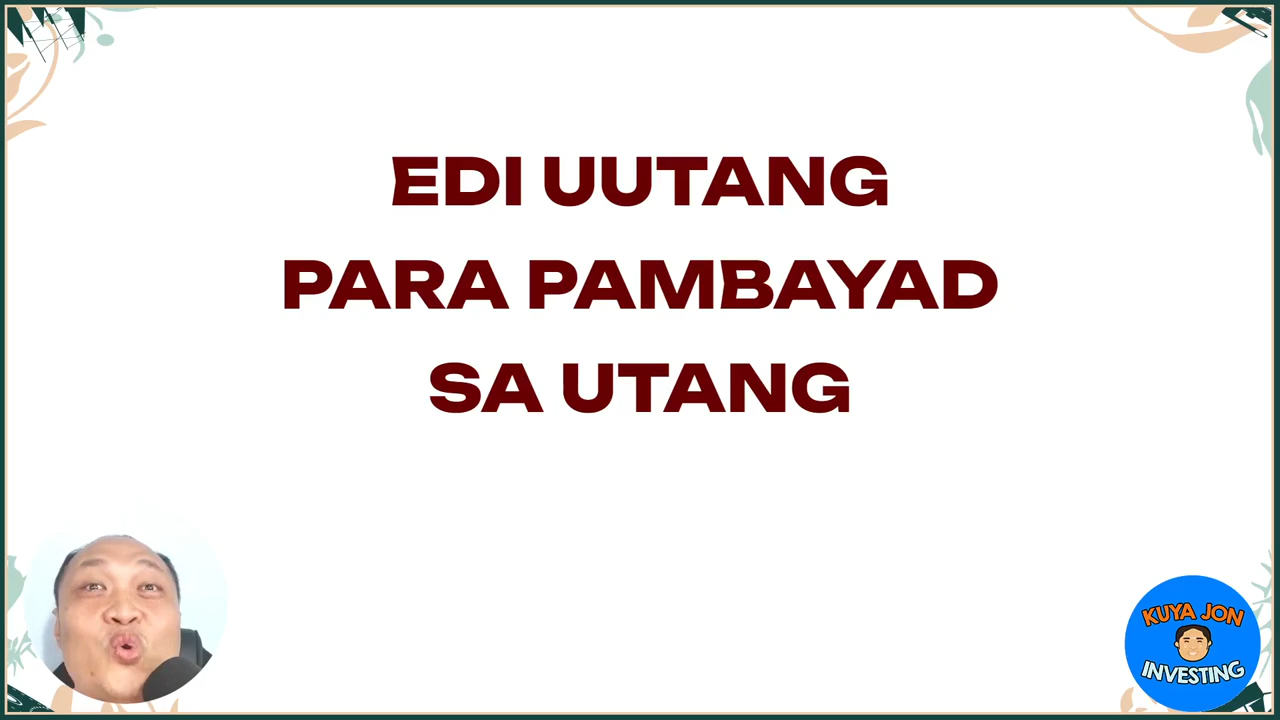 EDI UUTANG
PARA PAMBAYAD
SA UTANG
KUYA JON
INVESTING